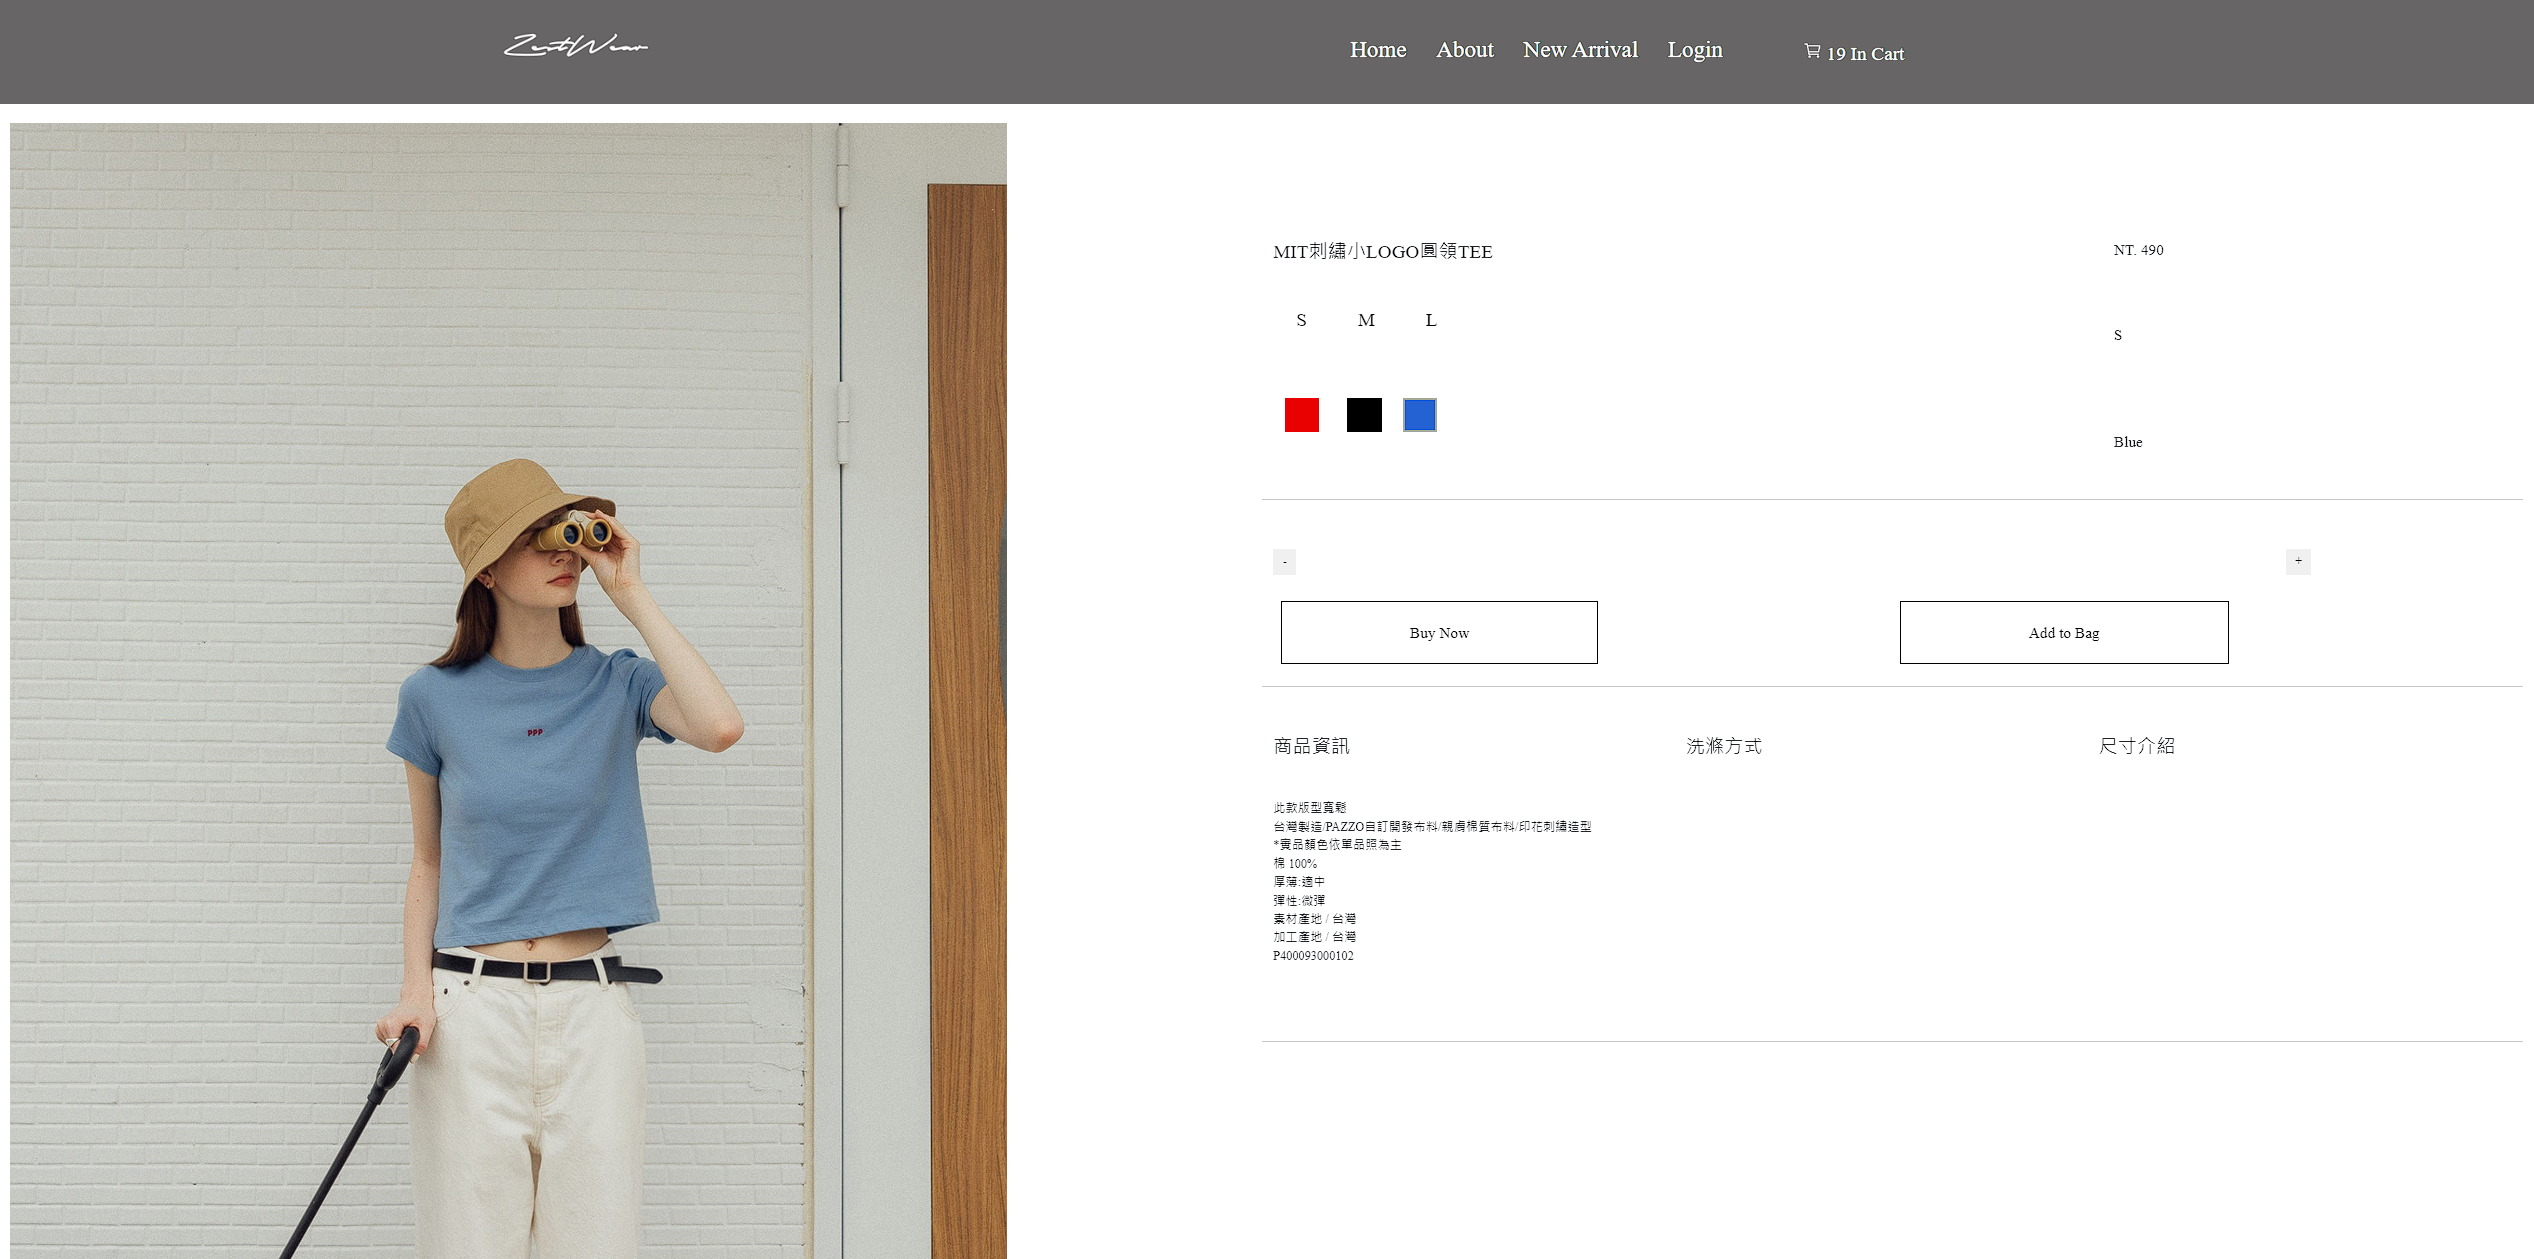 ZestWear
Home About New Arrival Login 19 In Cart
MIT刺繡小LOGO圓領TEE NT. 490
S M L S
Blue
- +
Buy Now Add to Bag
PPP
商品資訊 洗滌方式 尺寸介紹
此款版型寬鬆
台灣製造/PAZZO自訂開發布料/親膚棉質布料/印花刺繡造型
*實品顏色依單品照為主
棉 100%
厚薄:適中
彈性:微彈
素材產地 / 台灣
加工產地 / 台灣
P400093000102